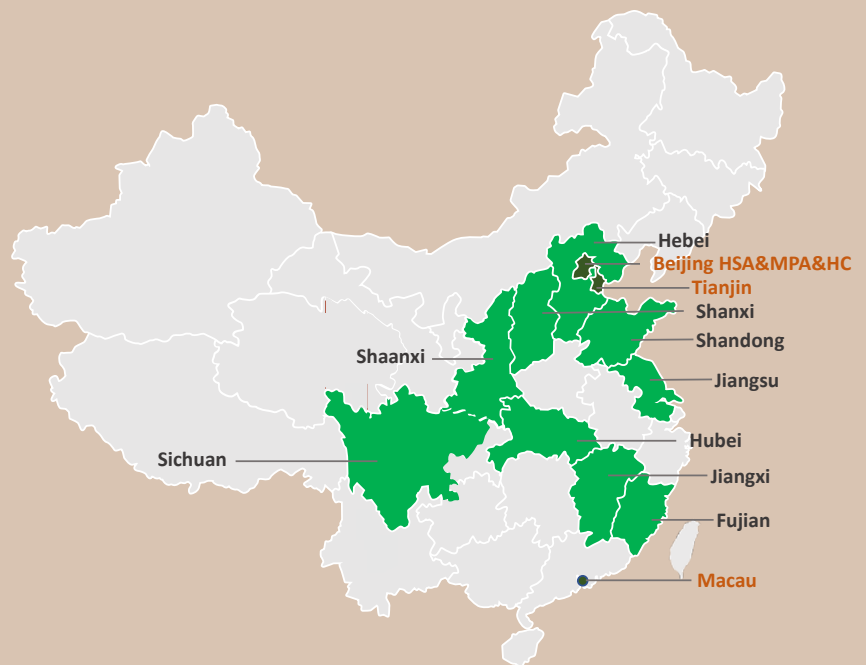 Hebei
Beijing HSA&MPA&HC
Tianjin
Shanxi
Shandong
Shaanxi
Jiangsu
Hubei
Sichuan
Jiangxi
Fujian
Macau